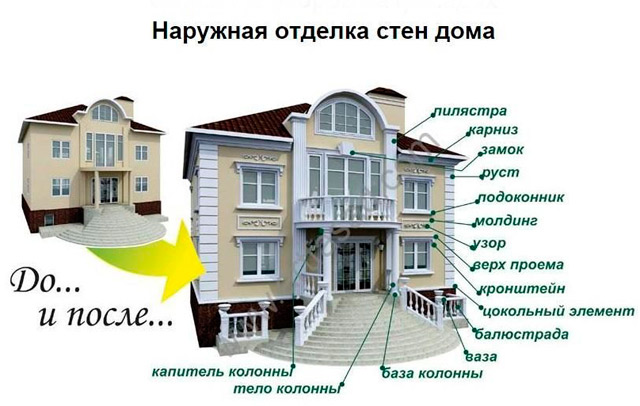 Наружная отделка стен дома
пилястра
карниз
замок
руст
подоконник
молдинг
узор
верх проема
кронштейн
цокольный элемент
балюстрада
ваза
база колонны
капитель колонны
тело колонны
До...
и после...